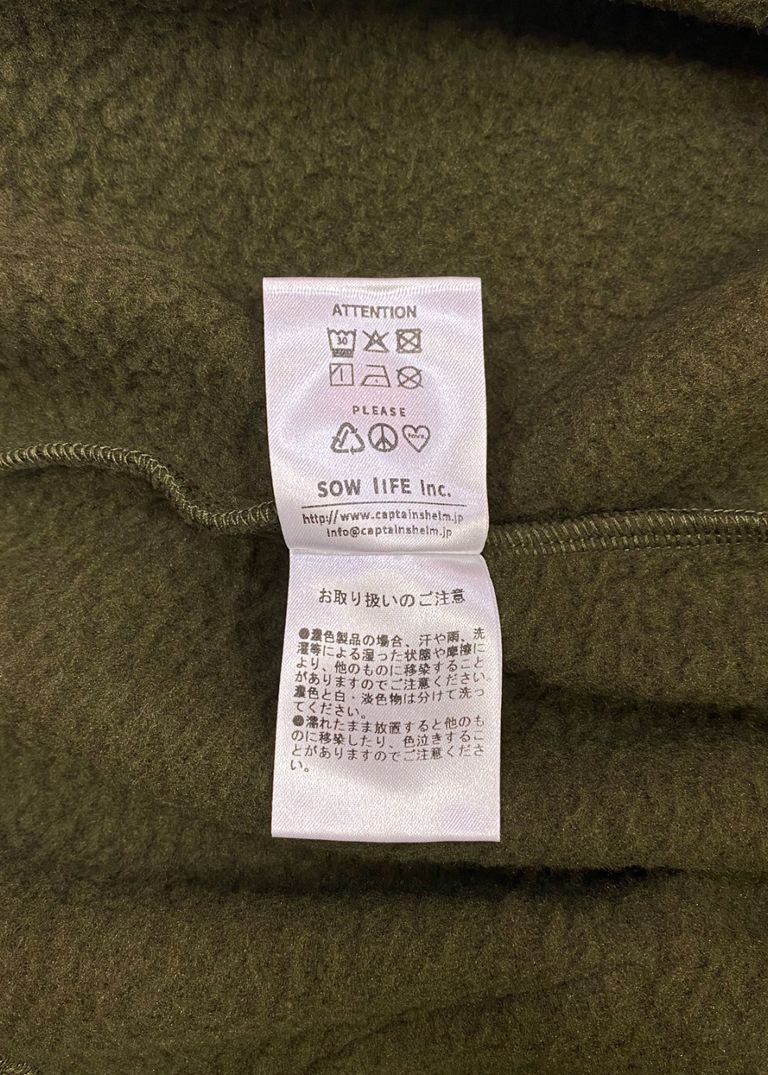 ATTENTION
30
PLEASE
SOW lIFE Inc.
http://www.captainshelm.jp
info@captainshelm.jp
お取り扱いのご注意
●濃色製品の場合、汗や雨、洗
濯等による湿った状態や摩擦に
より、他のものに移染すること
がありますのでご注意ください。
濃色と白・淡色物は分けて洗っ
てください。
●濡れたまま放置すると他のも
のに移染したり、色泣きするこ
とがありますのでご注意くださ
い。